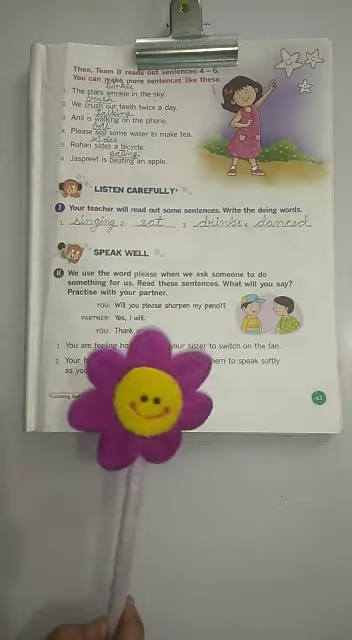 Then, Team B reads out sentences 4–6.
You can make more sentences like these.
twinkle
1. The stars wrinkle in the sky.
brush
2. We crush our teeth twice a day.
talking
3. Anil is walking on the phone.
boil
4. Please soil some water to make tea.
rides
5. Rohan sides a bicycle.
eating
6. Jaspreet is beating an apple.
LISTEN CAREFULLY*
J Your teacher will read out some sentences. Write the doing words.
1. singing 2. eat 3. drinks 4. danced
SPEAK WELL
K We use the word please when we ask someone to do
something for us. Read these sentences. What will you say?
Practise with your partner.
YOU: Will you please sharpen my pencil?
PARTNER: Yes, I will.
YOU: Thank
1. You are feeling your sister to switch on the fan.
2. Your to speak softly
as
43